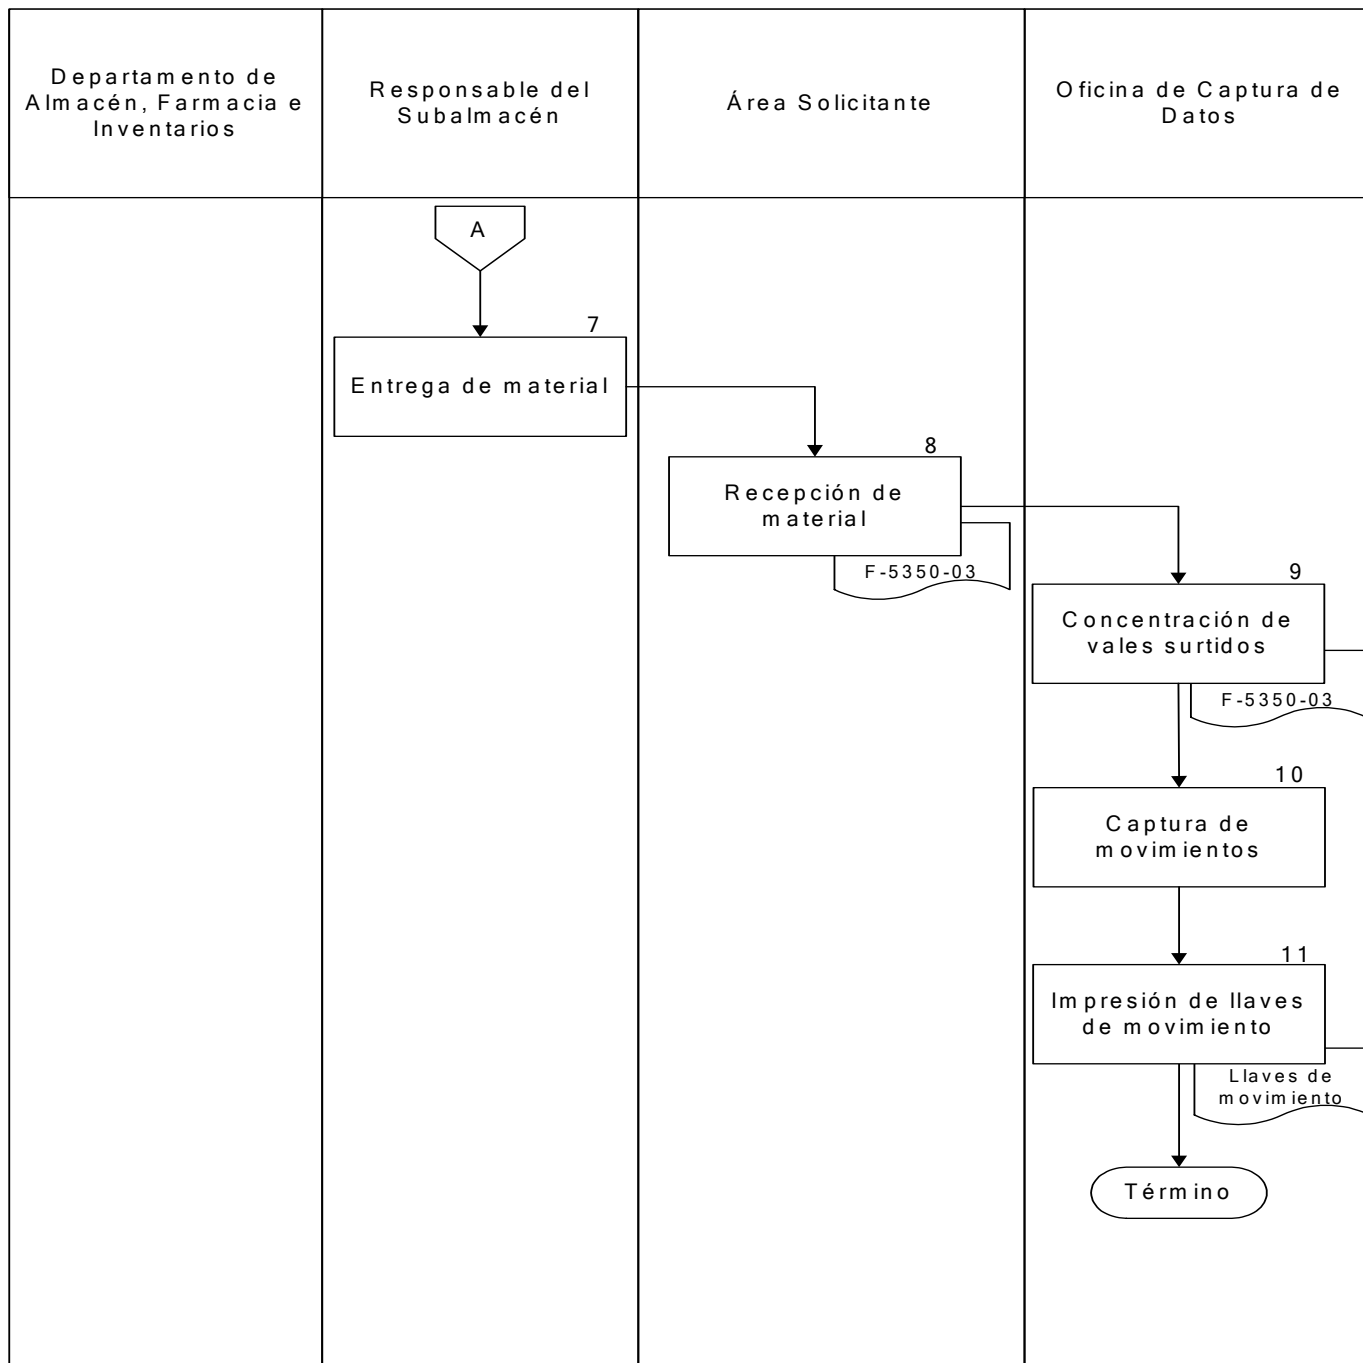 Departamento de
Almacén, Farmacia e
Inventarios
Responsable del
Subalmacén
Área Solicitante
Oficina de Captura de
Datos
A
7
Entrega de material
8
Recepción de
material
F-5350-03
9
Concentración de
vales surtidos
F-5350-03
10
Captura de
movimientos
11
Impresión de llaves
de movimiento
Llaves de
movimiento
Término